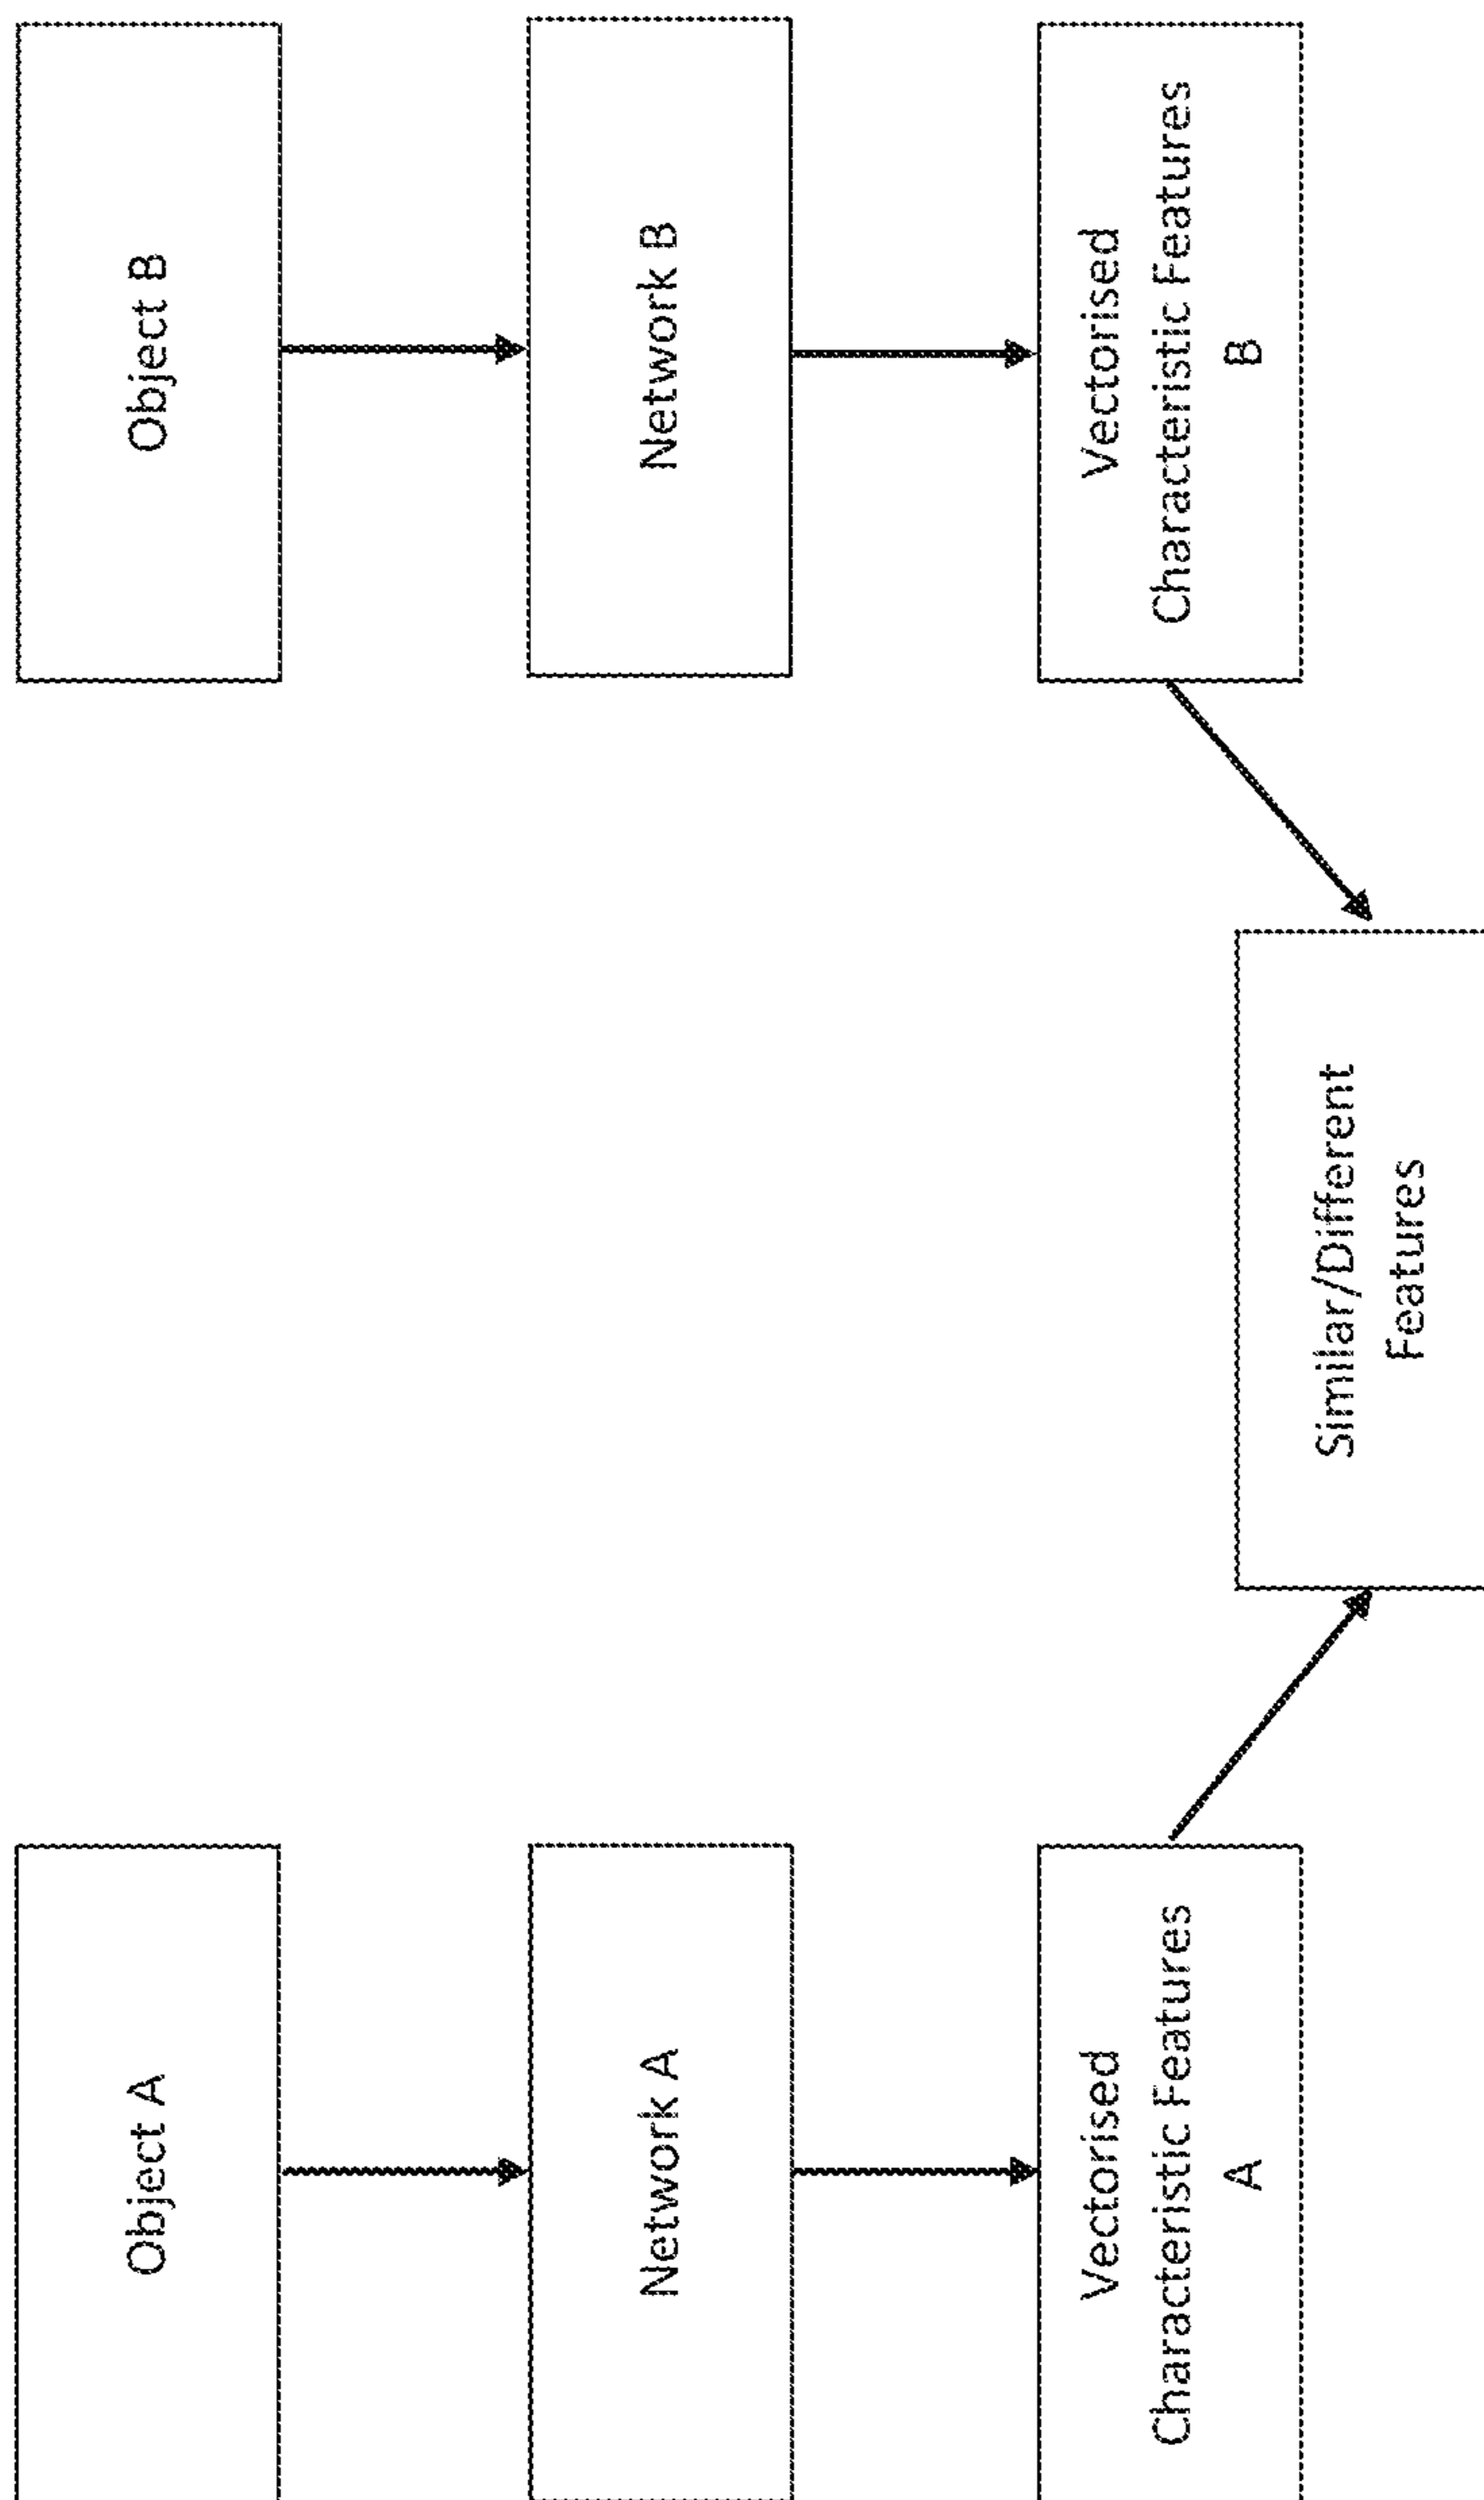 Object A
Object B
Network A
Network B
Vectorised
Characteristic Features
A
Vectorised
Characteristic Features
B
Similar/Different
Features